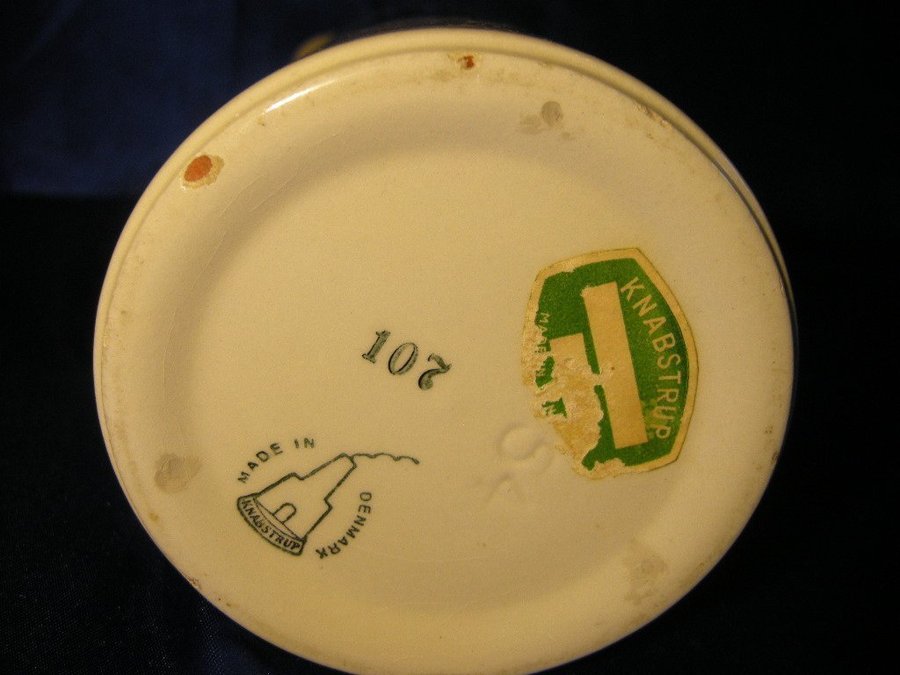 107
KNABSTRUP
MADE IN
DENMARK
KNABSTRUP